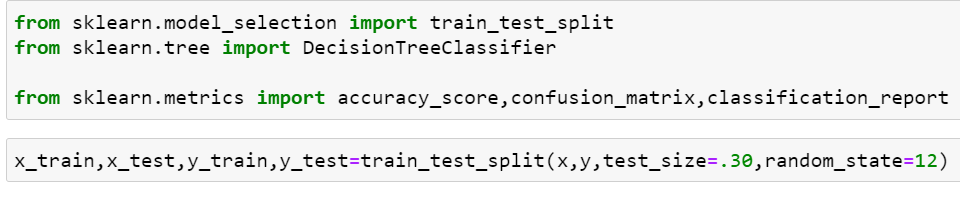 from sklearn.model_selection import train_test_split
from sklearn.tree import DecisionTreeClassifier
from sklearn.metrics import accuracy_score,confusion_matrix,classification_report
x_train,x_test,y_train,y_test=train_test_split(x,y,test_size=.30,random_state=12)